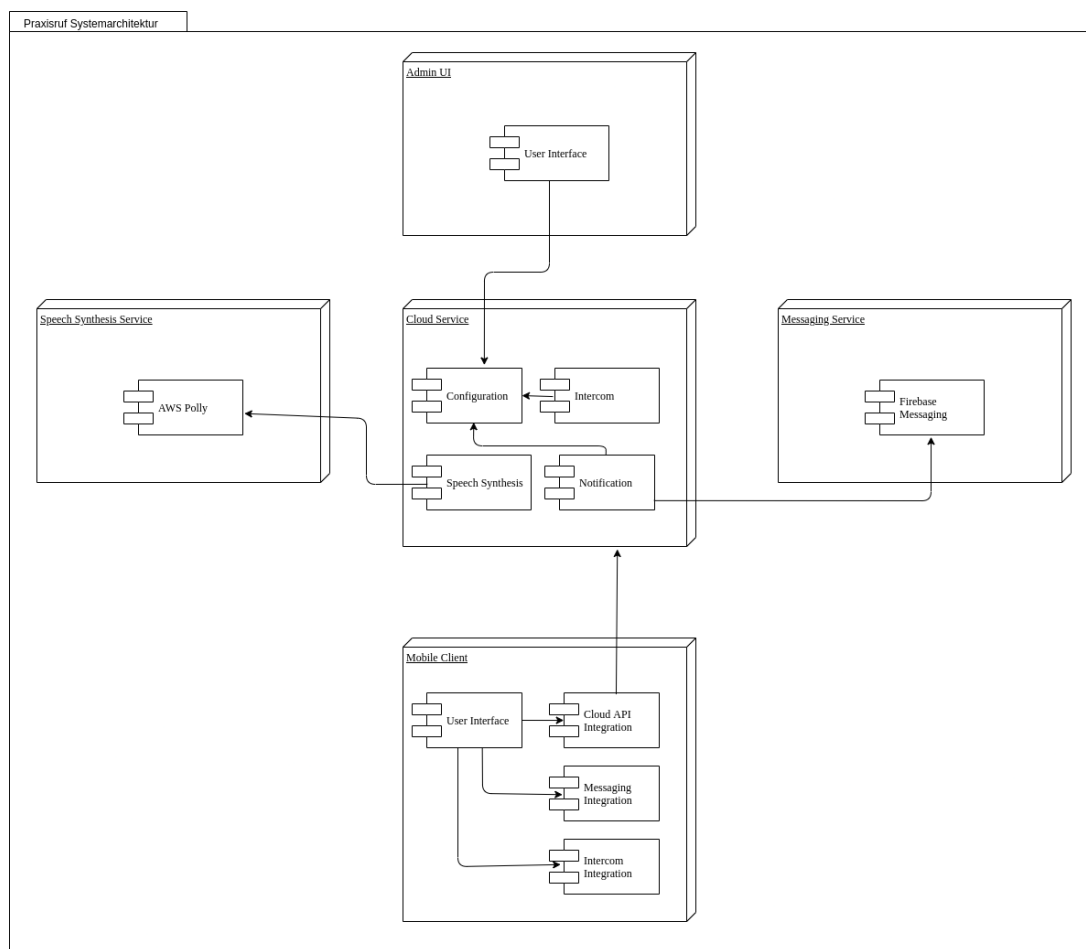 Praxisruf Systemarchitektur
Admin UI
User Interface
Speech Synthesis Service
AWS Polly
Cloud Service
Configuration
Intercom
Speech Synthesis
Notification
Messaging Service
Firebase
Messaging
Mobile Client
User Interface
Cloud API
Integration
Messaging
Integration
Intercom
Integration